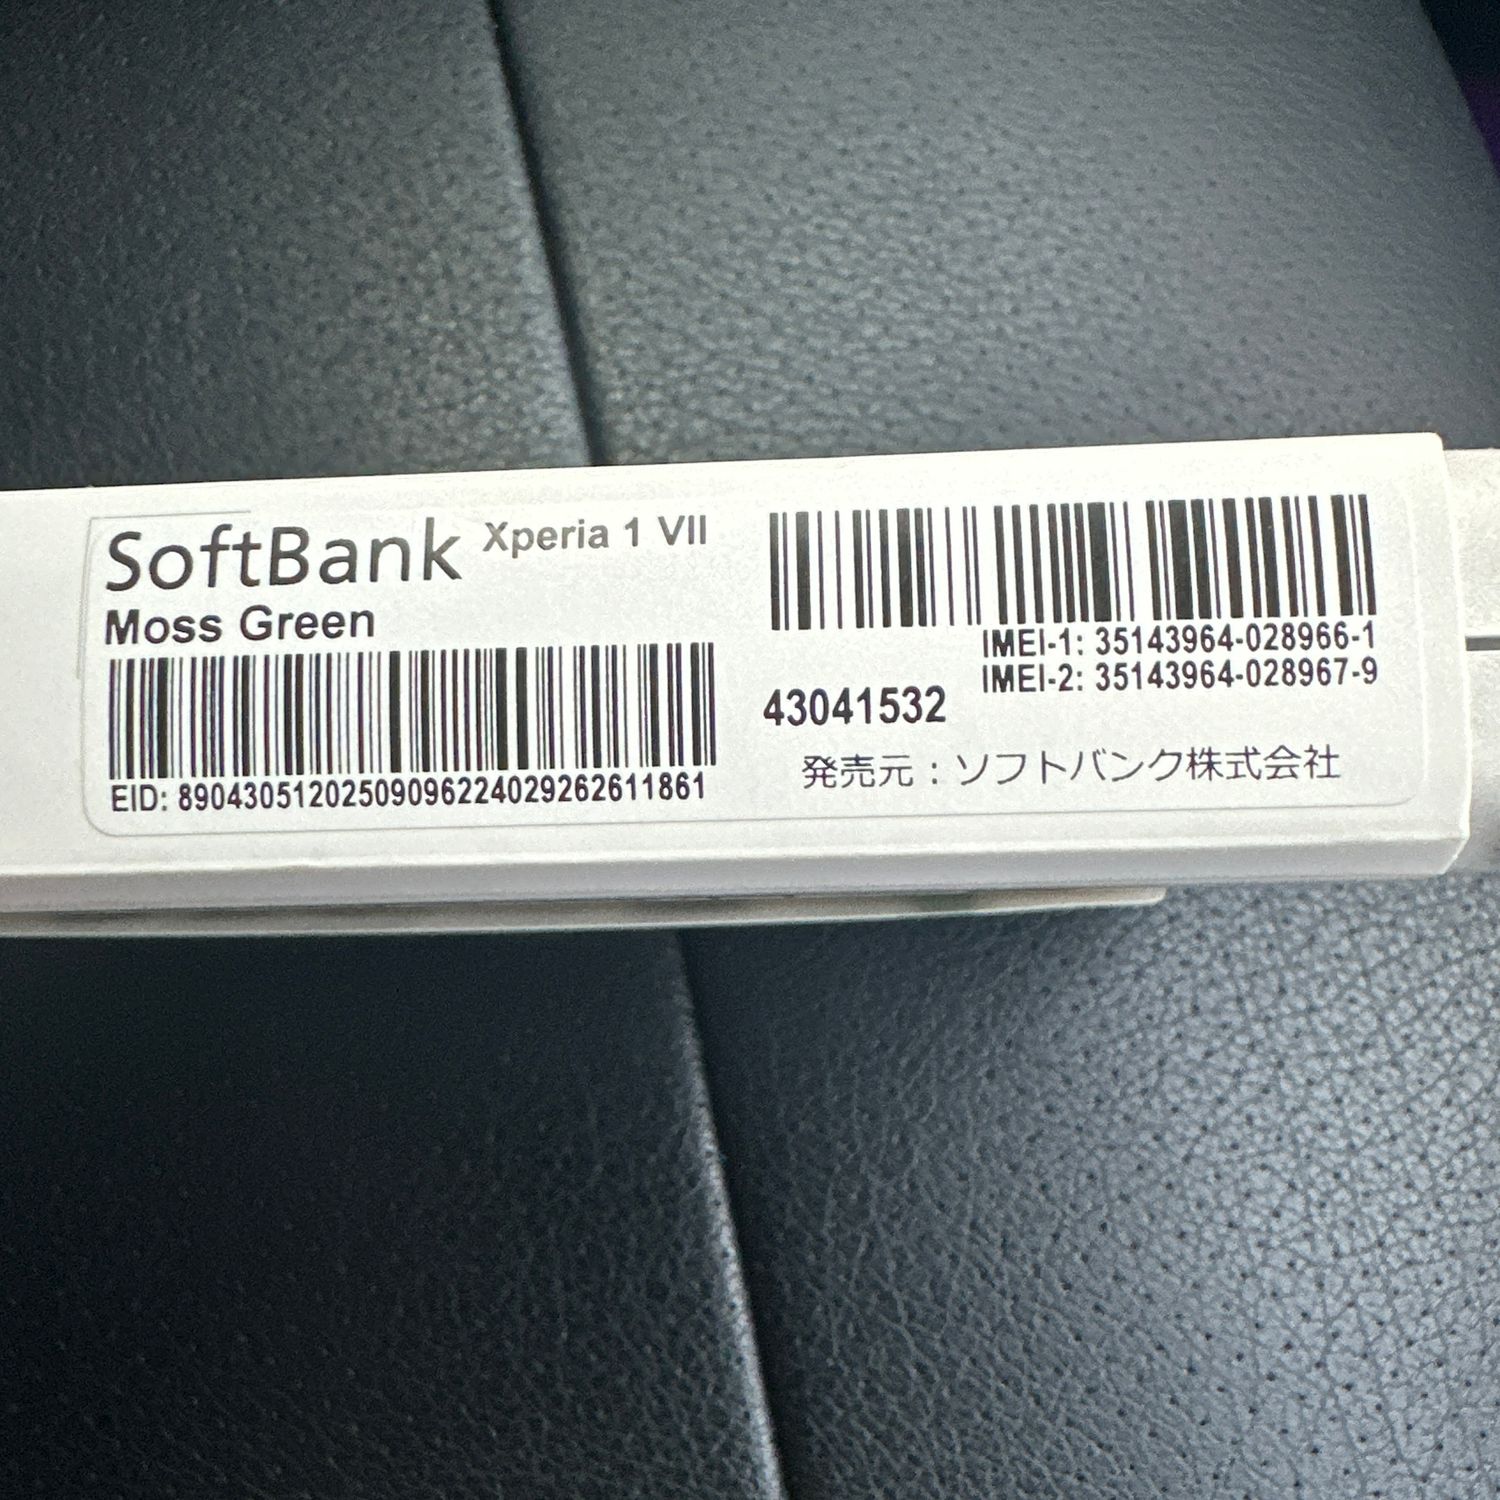 SoftBank Xperia 1 VII
Moss Green
EID: 89043051202509096224029262611861
IMEI-1: 35143964-028966-1
IMEI-2: 35143964-028967-9
43041532
発売元：ソフトバンク株式会社